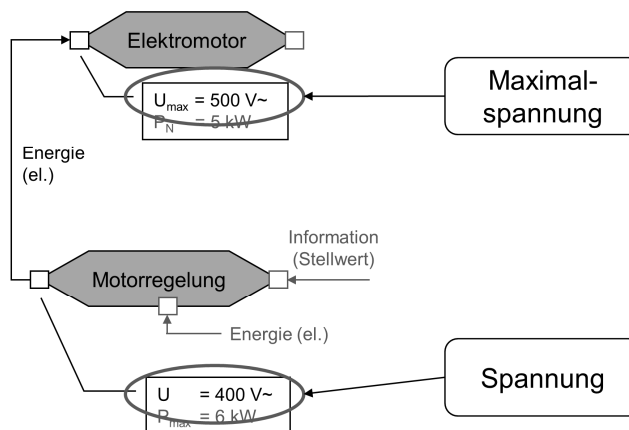 Elektromotor
U_max = 500 V~
P_N = 5 kW
Maximal-
spannung
Energie
(el.)
Information
(Stellwert)
Motorregelung
Energie (el.)
U = 400 V~
P_max = 6 kW
Spannung